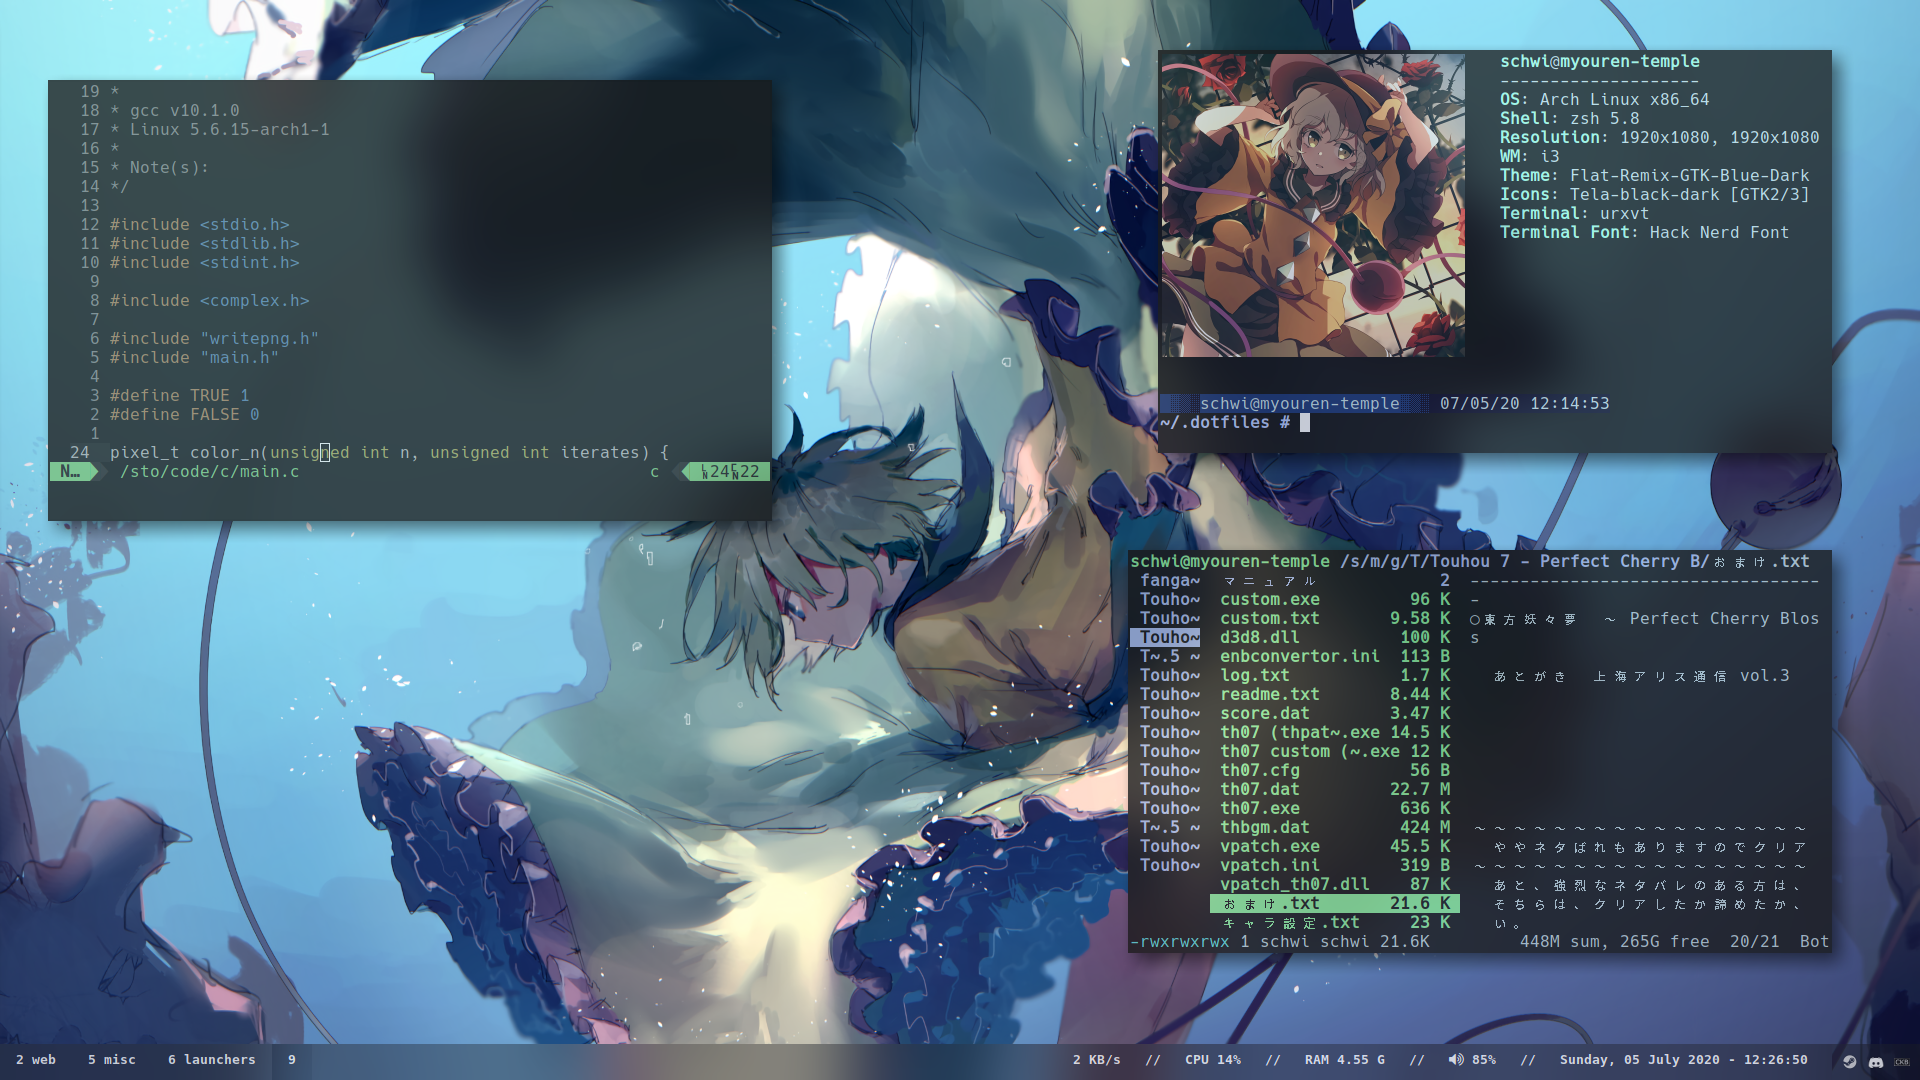 19 *
18 * gcc v10.1.0
17 * Linux 5.6.15-arch1-1
16 *
15 * Note(s):
14 */
13
12 #include <stdio.h>
11 #include <stdlib.h>
10 #include <stdint.h>
9
8 #include <complex.h>
7
6 #include "writepng.h"
5 #include "main.h"
4
3 #define TRUE 1
2 #define FALSE 0
1
24 pixel_t color_n(unsigned int n, unsigned int iterates) {
N… /sto/code/c/main.c c LN 24 CN 22
schwi@myouren-temple
--------------------
OS: Arch Linux x86_64
Shell: zsh 5.8
Resolution: 1920x1080, 1920x1080
WM: i3
Theme: Flat-Remix-GTK-Blue-Dark
Icons: Tela-black-dark [GTK2/3]
Terminal: urxvt
Terminal Font: Hack Nerd Font
schwi@myouren-temple 07/05/20 12:14:53
~/.dotfiles #
schwi@myouren-temple /s/m/g/T/Touhou 7 - Perfect Cherry B/おまけ.txt
fanga~ マニュアル 2 -----------------------------------
Touho~ custom.exe 96 K -
Touho~ custom.txt 9.58 K ○東方妖々夢 ～ Perfect Cherry Blos
Touho~ d3d8.dll 100 K s
T~.5 ~ enbconvertor.ini 113 B
Touho~ log.txt 1.7 K あとがき 上海アリス通信 vol.3
Touho~ readme.txt 8.44 K
Touho~ score.dat 3.47 K
Touho~ th07 (thpat~.exe 14.5 K
Touho~ th07 custom (~.exe 12 K
Touho~ th07.cfg 56 B
Touho~ th07.dat 22.7 M
Touho~ th07.exe 636 K
T~.5 ~ thbgm.dat 424 M ～～～～～～～～～～～～～～～～～
Touho~ vpatch.exe 45.5 K ややネタばれもありますのでクリア
Touho~ vpatch.ini 319 B ～～～～～～～～～～～～～～～～～
vpatch_th07.dll 87 K あと、強烈なネタバレのある方は、
おまけ.txt 21.6 K そちらは、クリアしたか諦めたか、
キャラ設定.txt 23 K い。
-rwxrwxrwx 1 schwi schwi 21.6K 448M sum, 265G free 20/21 Bot
2 web 5 misc 6 launchers 9 2 KB/s // CPU 14% // RAM 4.55 G // 85% // Sunday, 05 July 2020 - 12:26:50